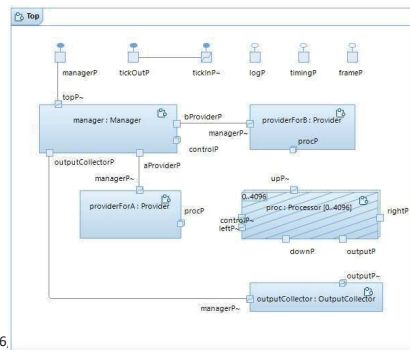 Top
managerP
tickOutP
tickInP~
logP
timingP
frameP
topP~
manager : Manager
bProviderP
managerP~
providerForB : Provider
procP
controlP
outputCollectorP
aProviderP
managerP~
providerForA : Provider
procP
upP~
0..4096
proc : Processor [0..4096]
controlP~
leftP~
rightP
downP
outputP
outputP~
outputCollector : OutputCollector
managerP~
6,